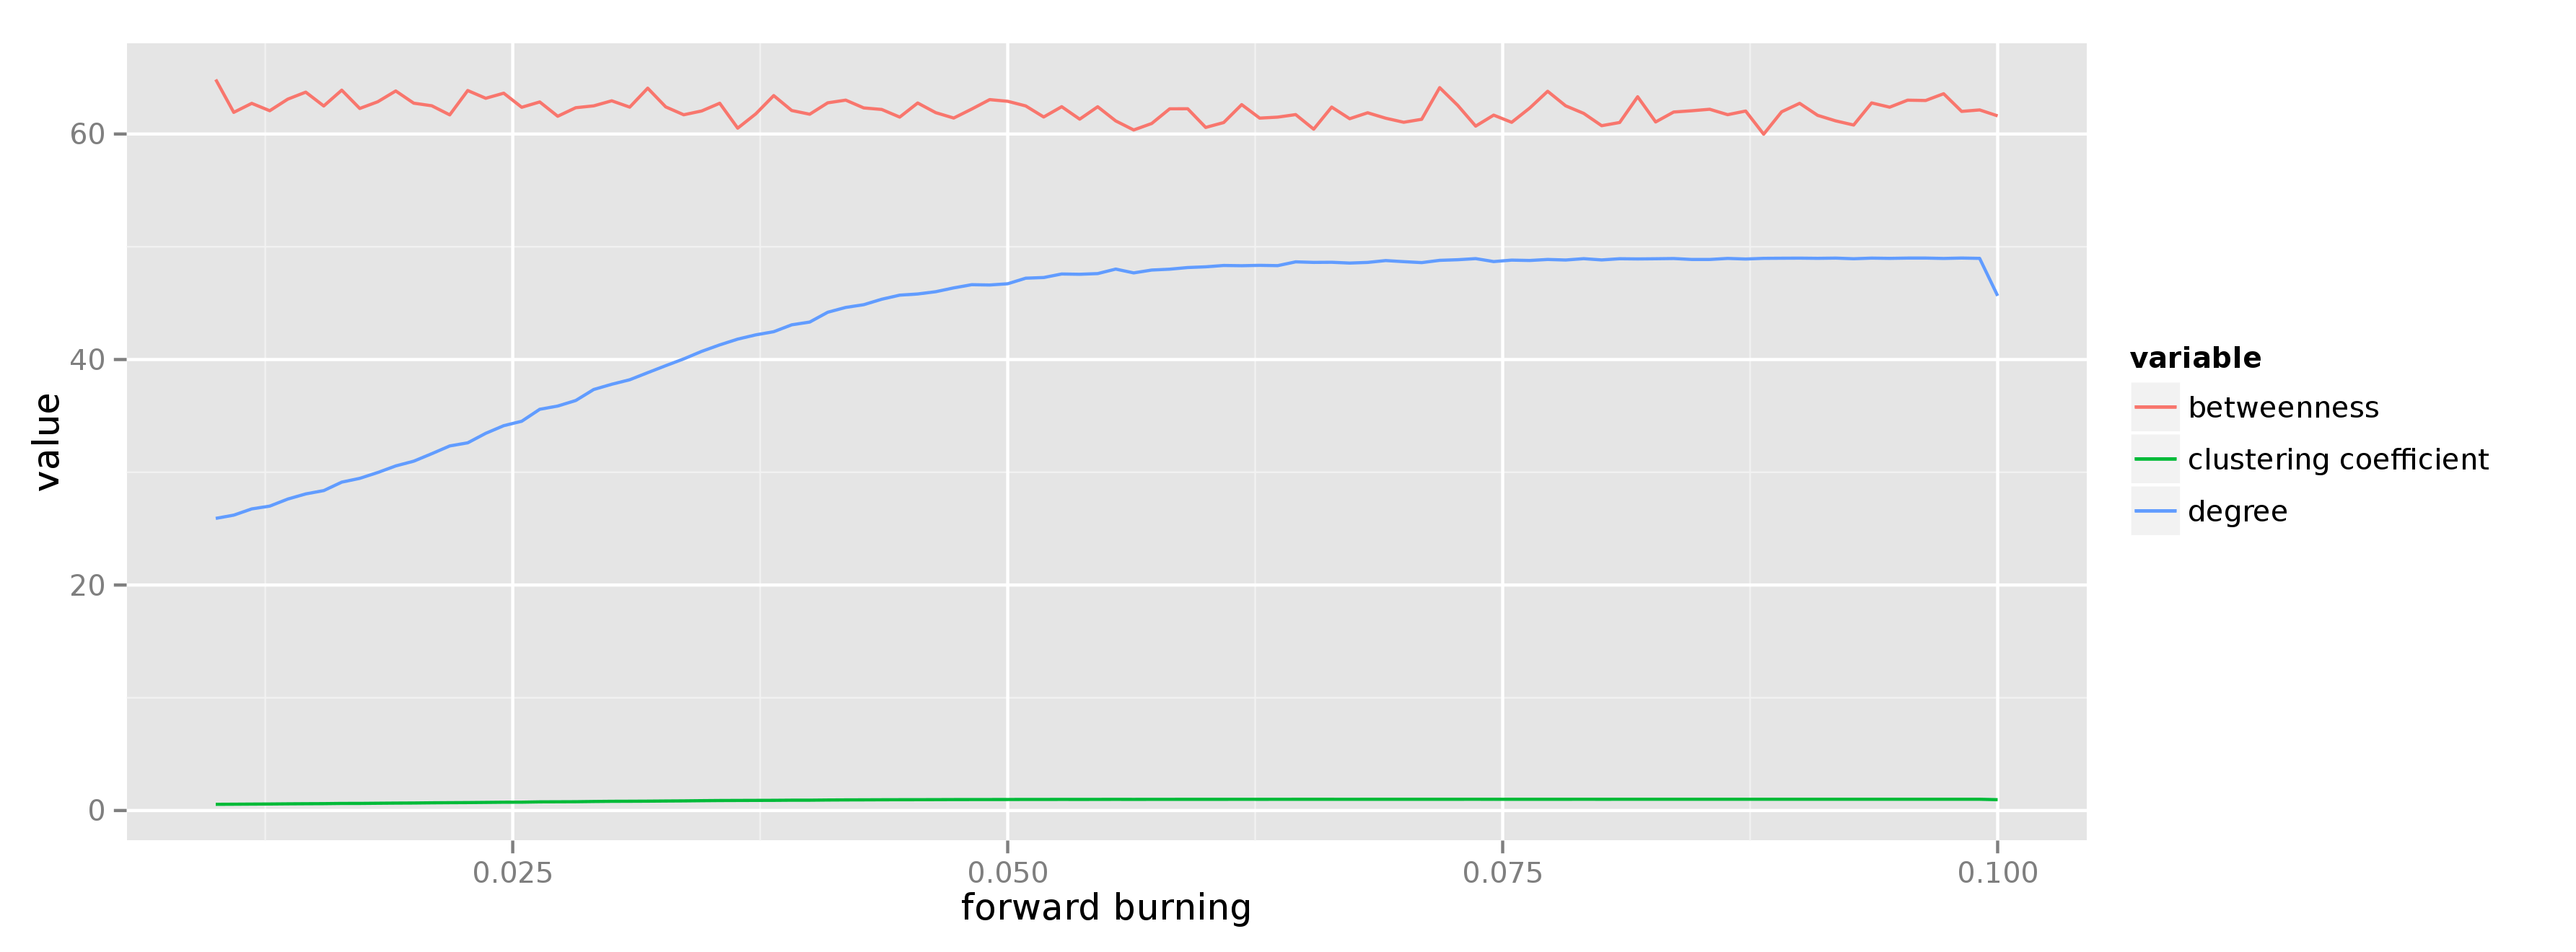 60
40
20
0
value
0.025 0.050 0.075 0.100
forward burning
variable
betweenness
clustering coefficient
degree